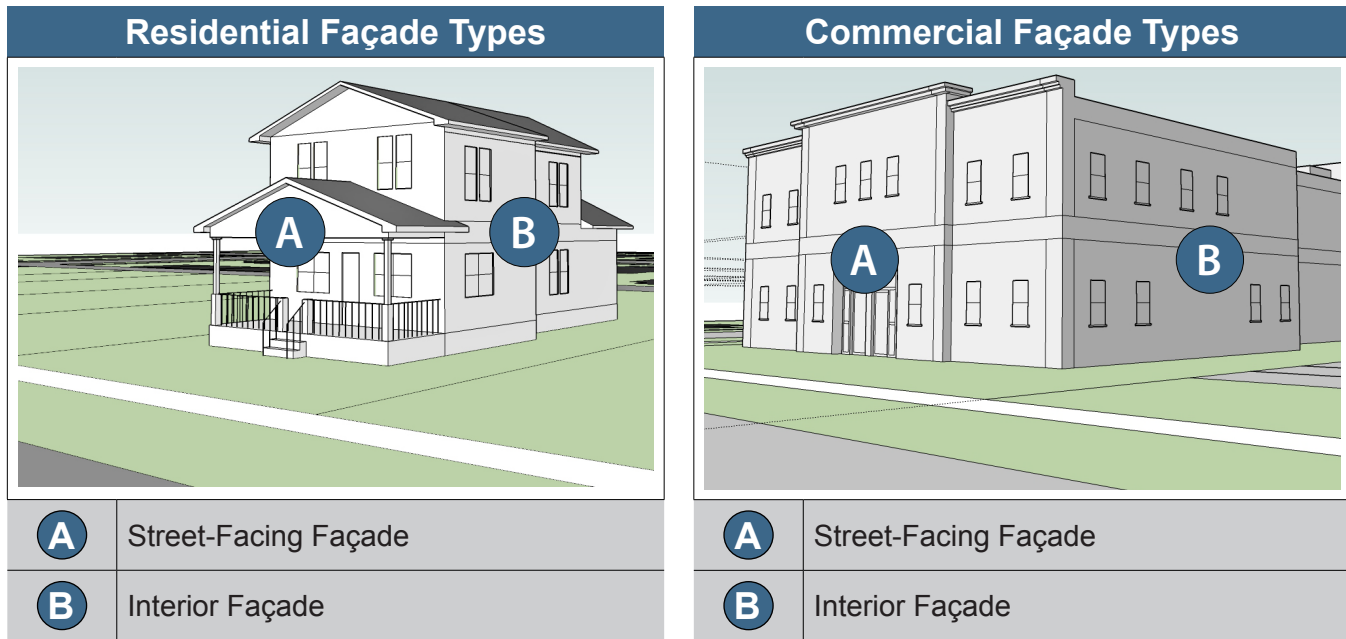 Residential Façade Types
A
B
A Street-Facing Façade
B Interior Façade
Commercial Façade Types
A
B
A Street-Facing Façade
B Interior Façade